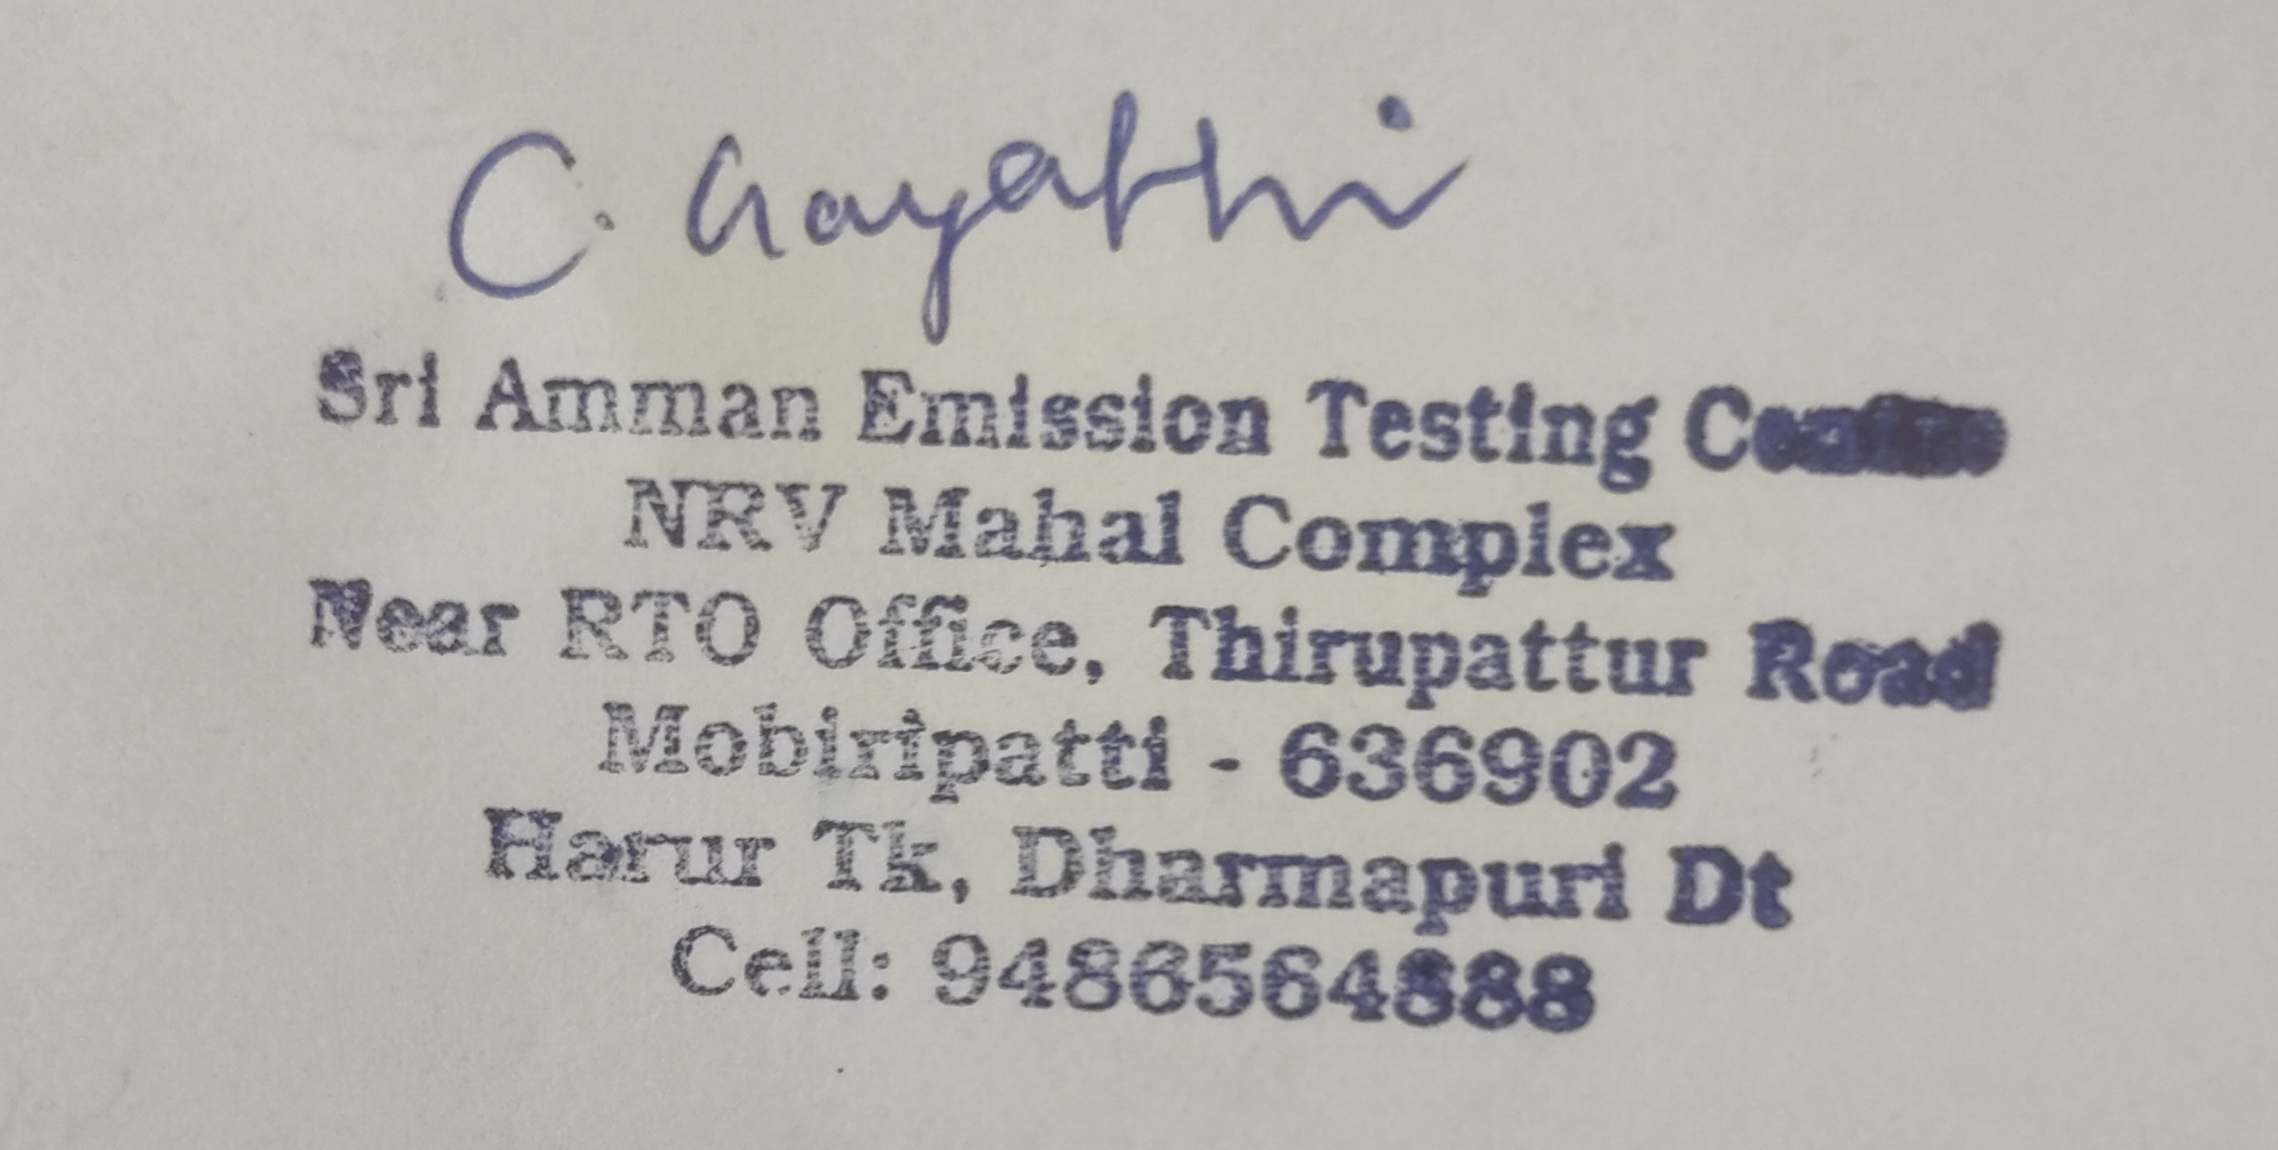 C. Gayathri
Sri Amman Emission Testing Centre
NRV Mahal Complex
Near RTO Office, Thirupattur Road
Mobiripatti - 636902
Harur Tk, Dharmapuri Dt
Cell: 9486564888